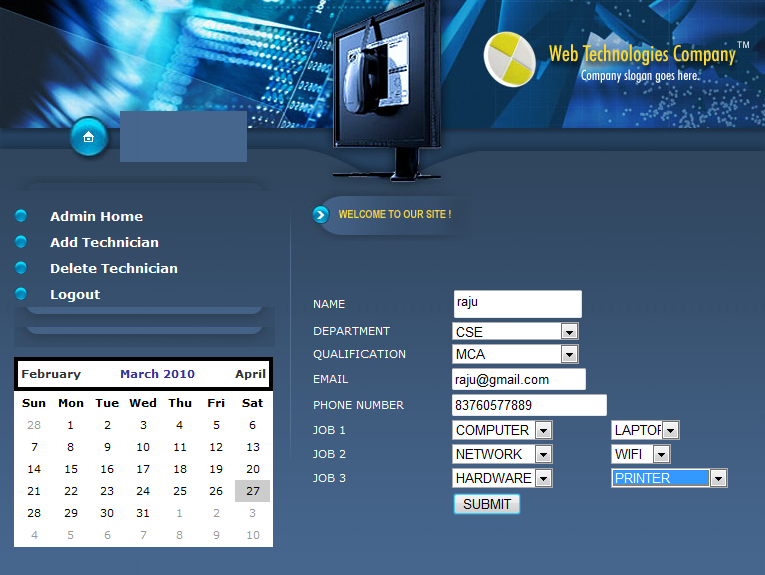 Web Technologies Company™
Company slogan goes here.
Admin Home
Add Technician
Delete Technician
Logout
February March 2010 April
Sun Mon Tue Wed Thu Fri Sat
28 1 2 3 4 5 6
7 8 9 10 11 12 13
14 15 16 17 18 19 20
21 22 23 24 25 26 27
28 29 30 31 1 2 3
4 5 6 7 8 9 10
WELCOME TO OUR SITE !
NAME raju
DEPARTMENT CSE
QUALIFICATION MCA
EMAIL raju@gmail.com
PHONE NUMBER 83760577889
JOB 1 COMPUTER LAPTOP
JOB 2 NETWORK WIFI
JOB 3 HARDWARE PRINTER
SUBMIT